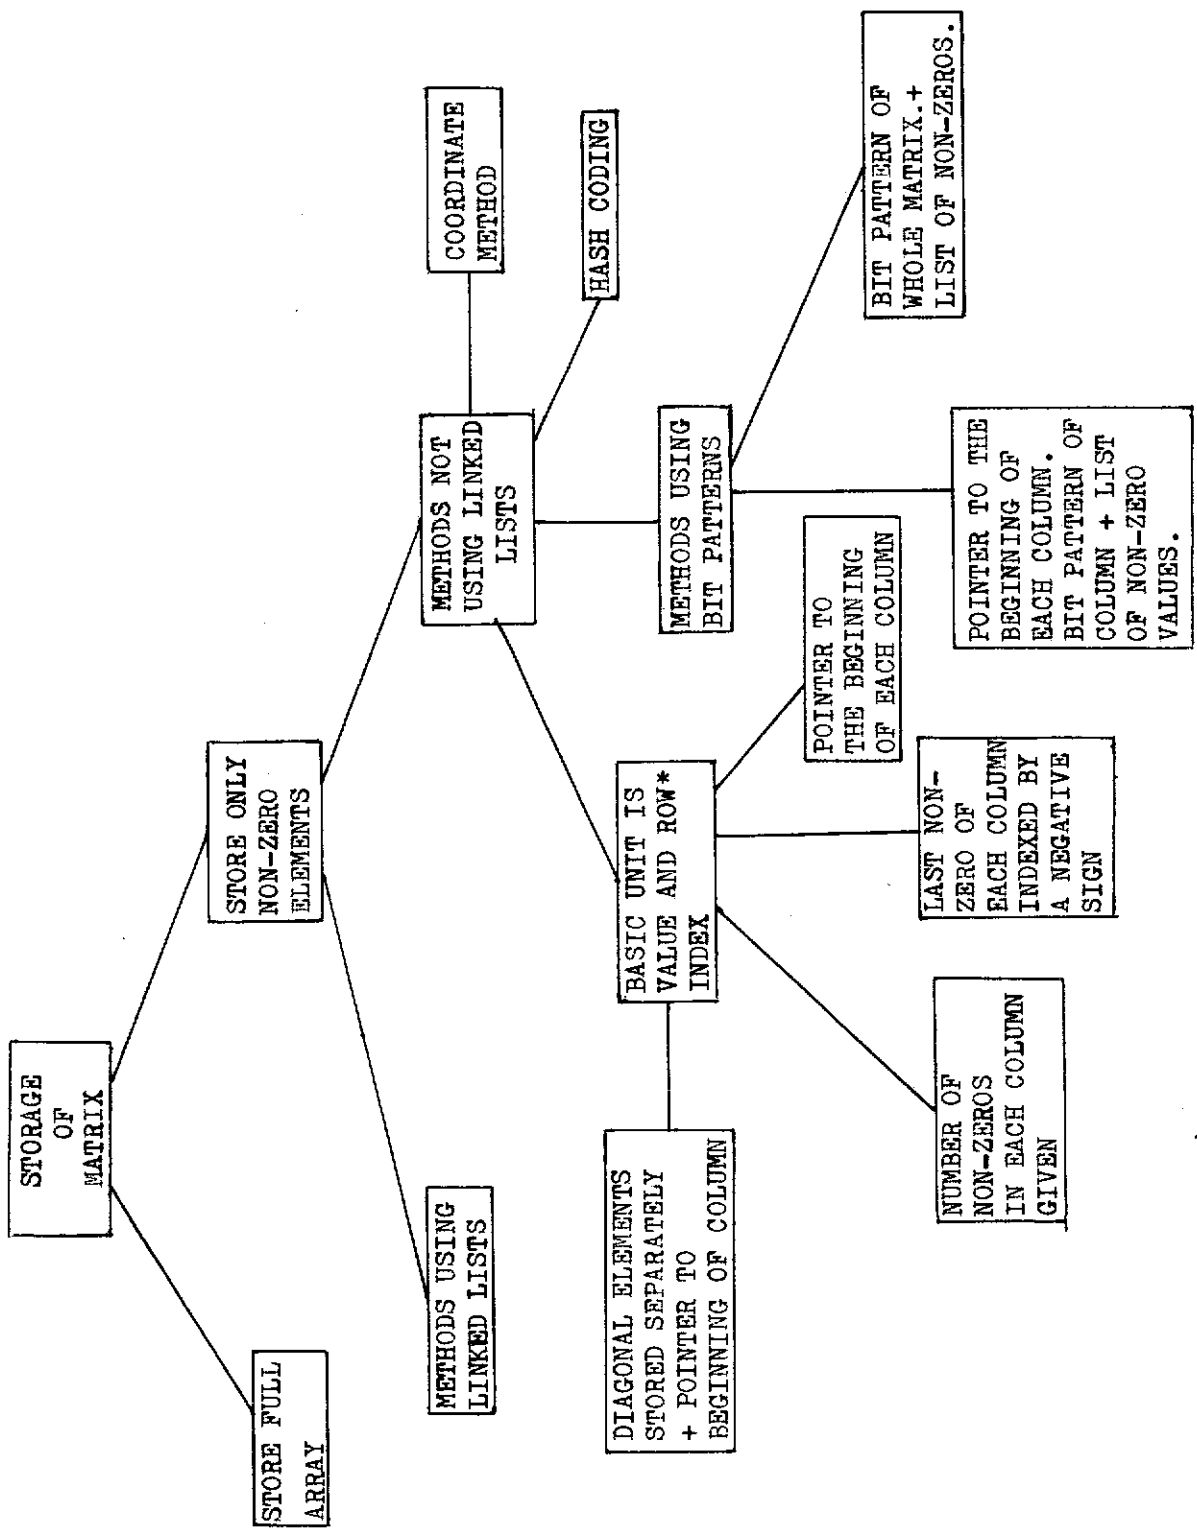 STORAGE
OF
MATRIX
STORE FULL
ARRAY
STORE ONLY
NON-ZERO
ELEMENTS
METHODS USING
LINKED LISTS
METHODS NOT
USING LINKED
LISTS
COORDINATE
METHOD
HASH CODING
DIAGONAL ELEMENTS
STORED SEPARATELY
+ POINTER TO
BEGINNING OF COLUMN
BASIC UNIT IS
VALUE AND ROW*
INDEX
METHODS USING
BIT PATTERNS
NUMBER OF
NON-ZEROS
IN EACH COLUMN
GIVEN
LAST NON-
ZERO OF
EACH COLUMN
INDEXED BY
A NEGATIVE
SIGN
POINTER TO
THE BEGINNING
OF EACH COLUMN
POINTER TO THE
BEGINNING OF
EACH COLUMN.
BIT PATTERN OF
COLUMN + LIST
OF NON-ZERO
VALUES.
BIT PATTERN OF
WHOLE MATRIX.+
LIST OF NON-ZEROS.